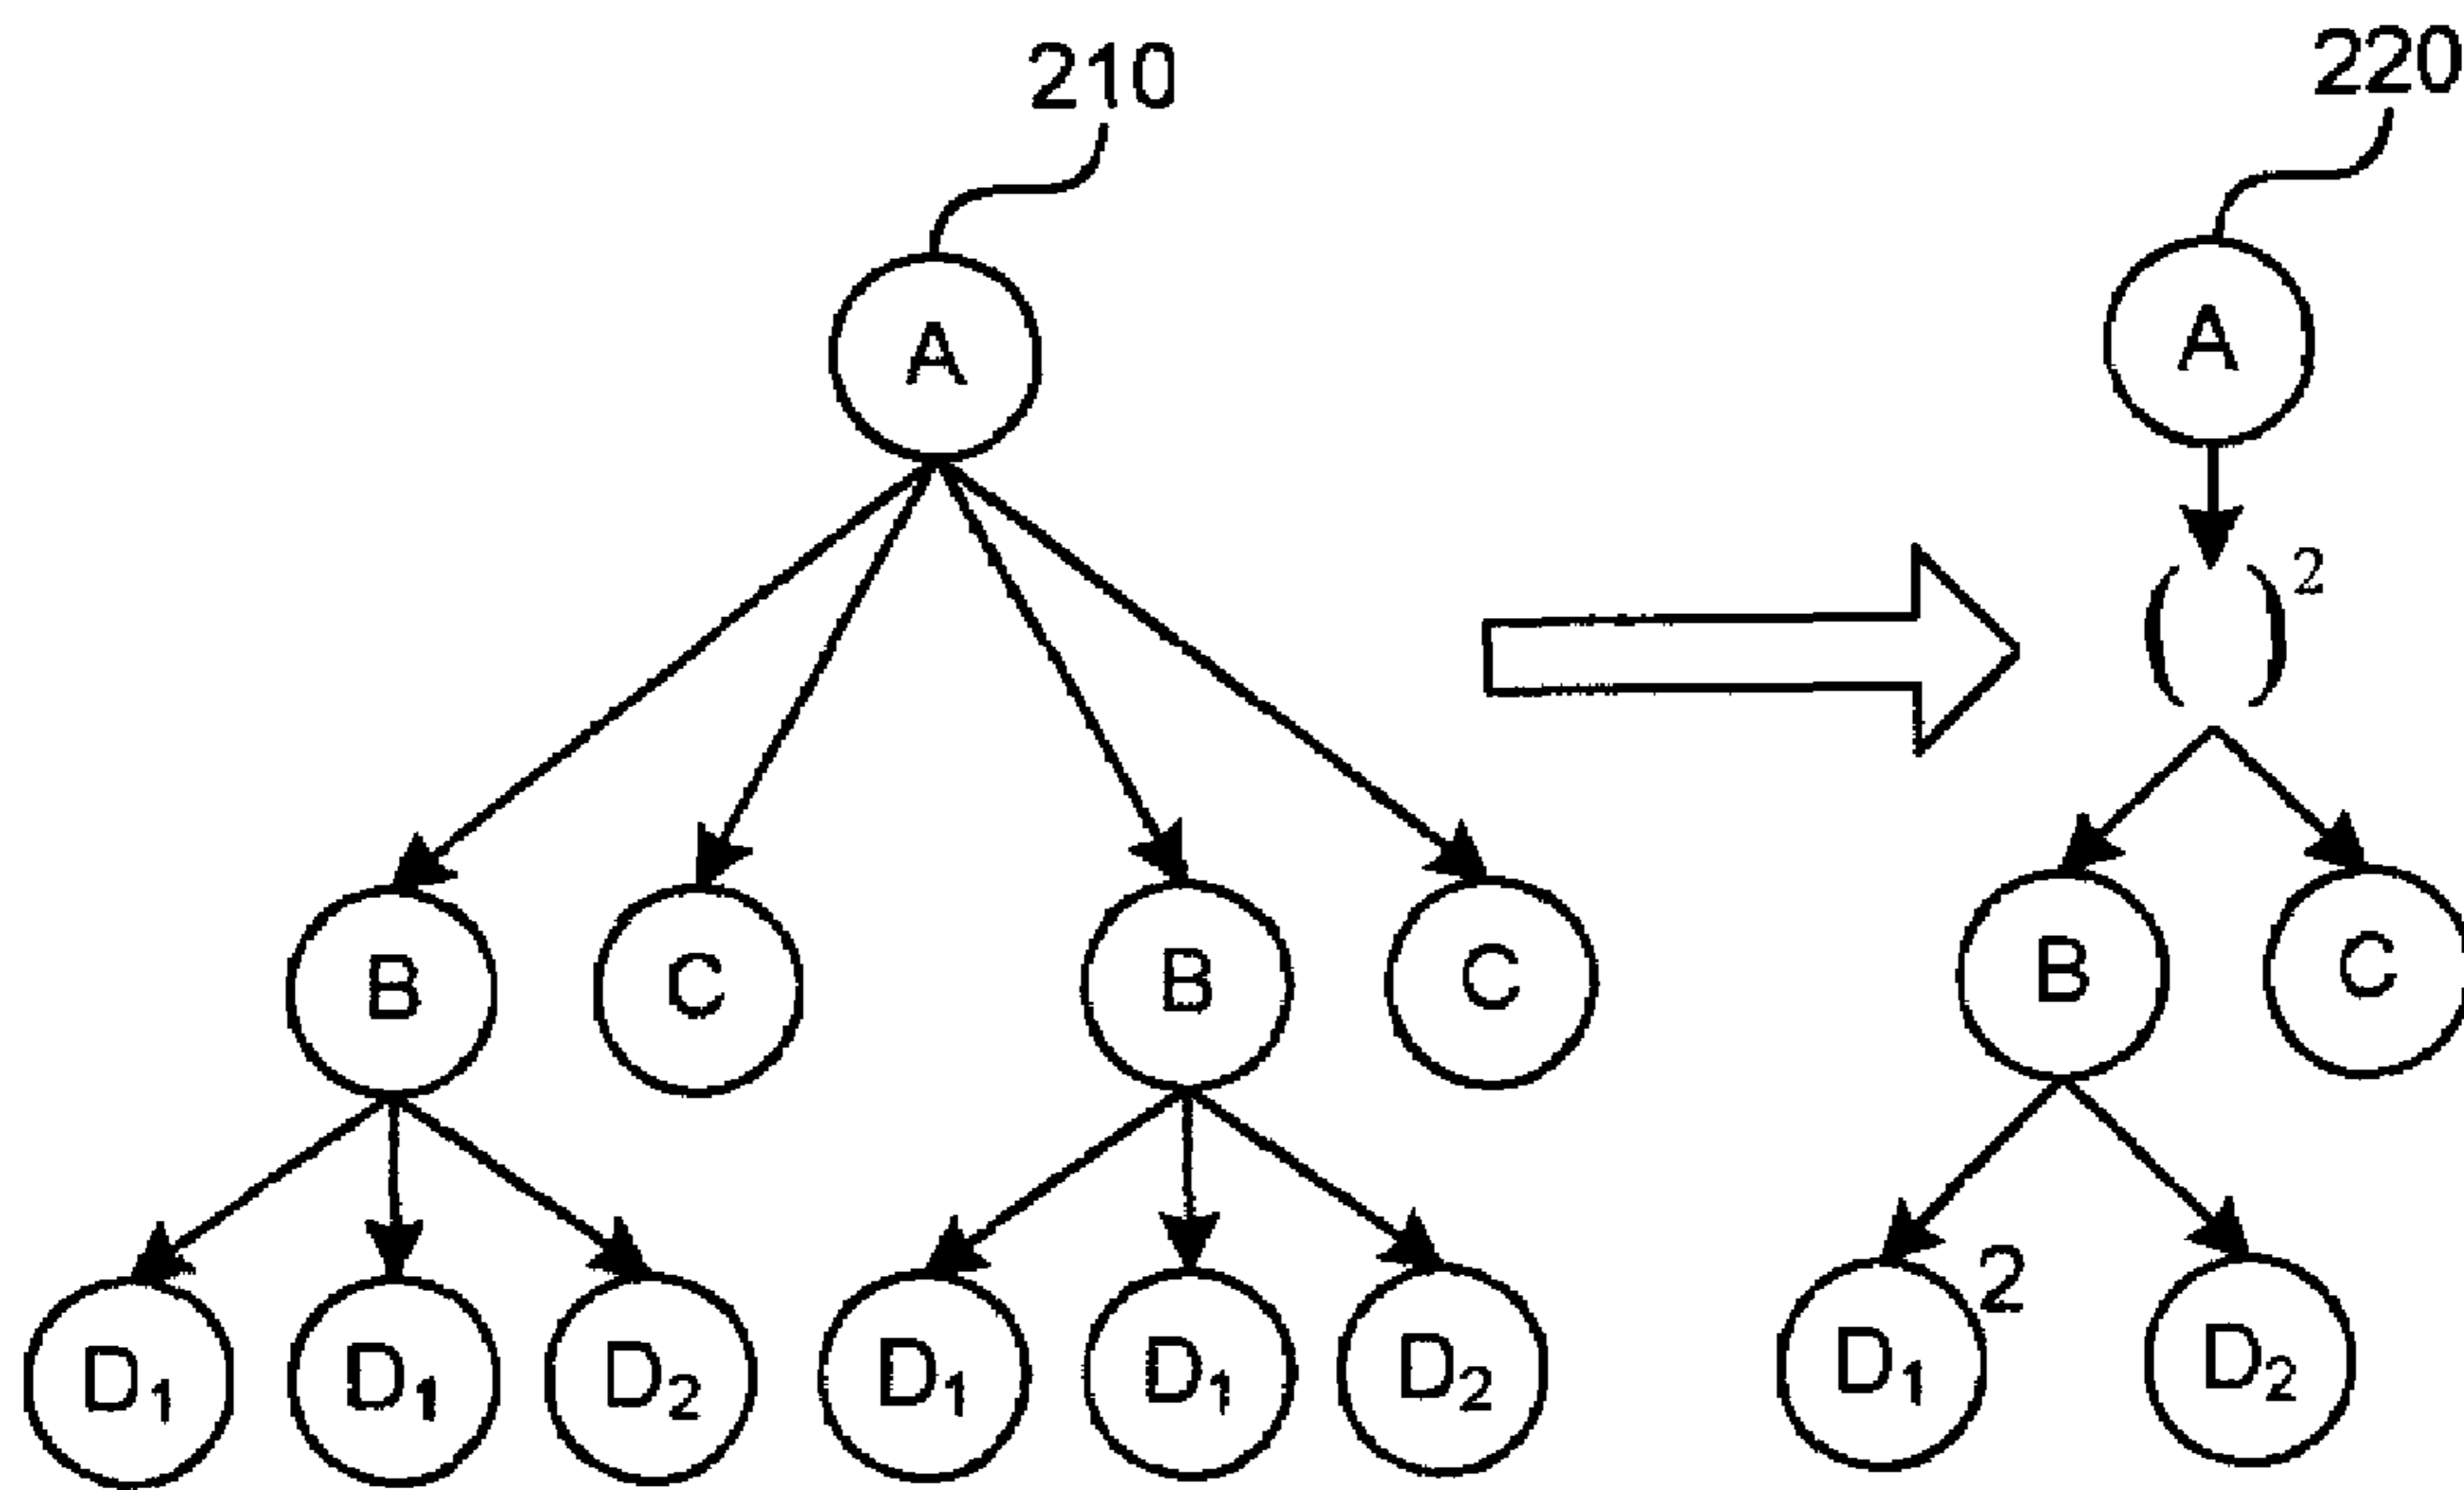 210
220
A
A
( )²
B C B C B C
2
D₁ D₁ D₂ D₁ D₁ D₂ D₁ D₂